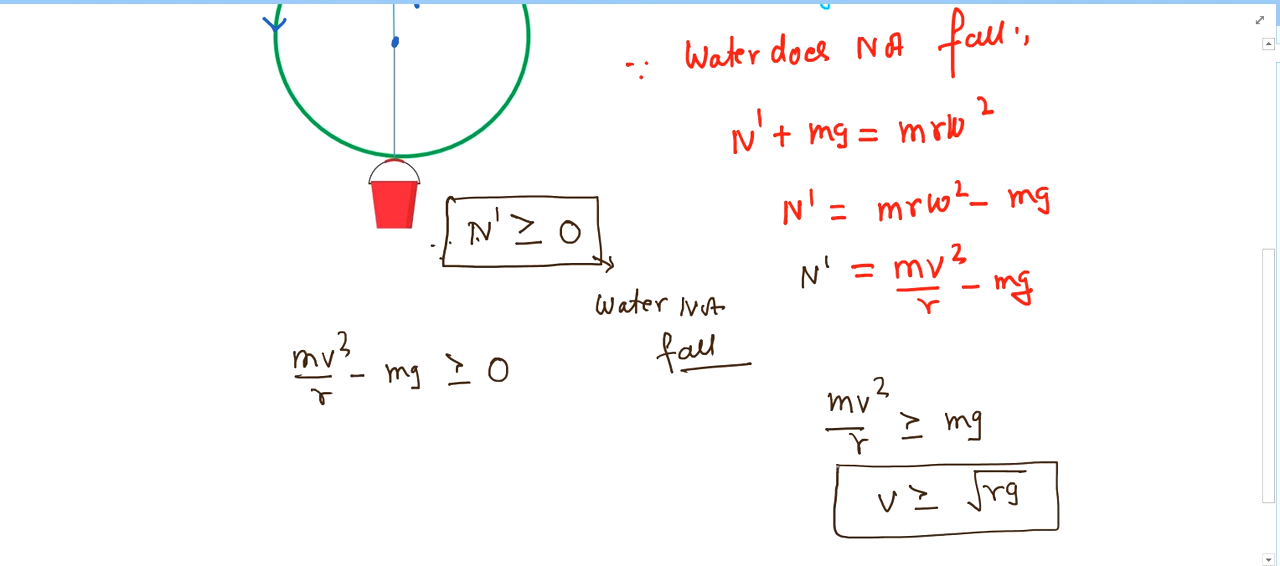 ∵ Water does Not fall,
N' + mg = mrω²
N' = mrω² - mg
N' ≥ 0
N' = mv²/r - mg
Water Not
fall
mv²/r - mg ≥ 0
mv²/r ≥ mg
v ≥ √rg